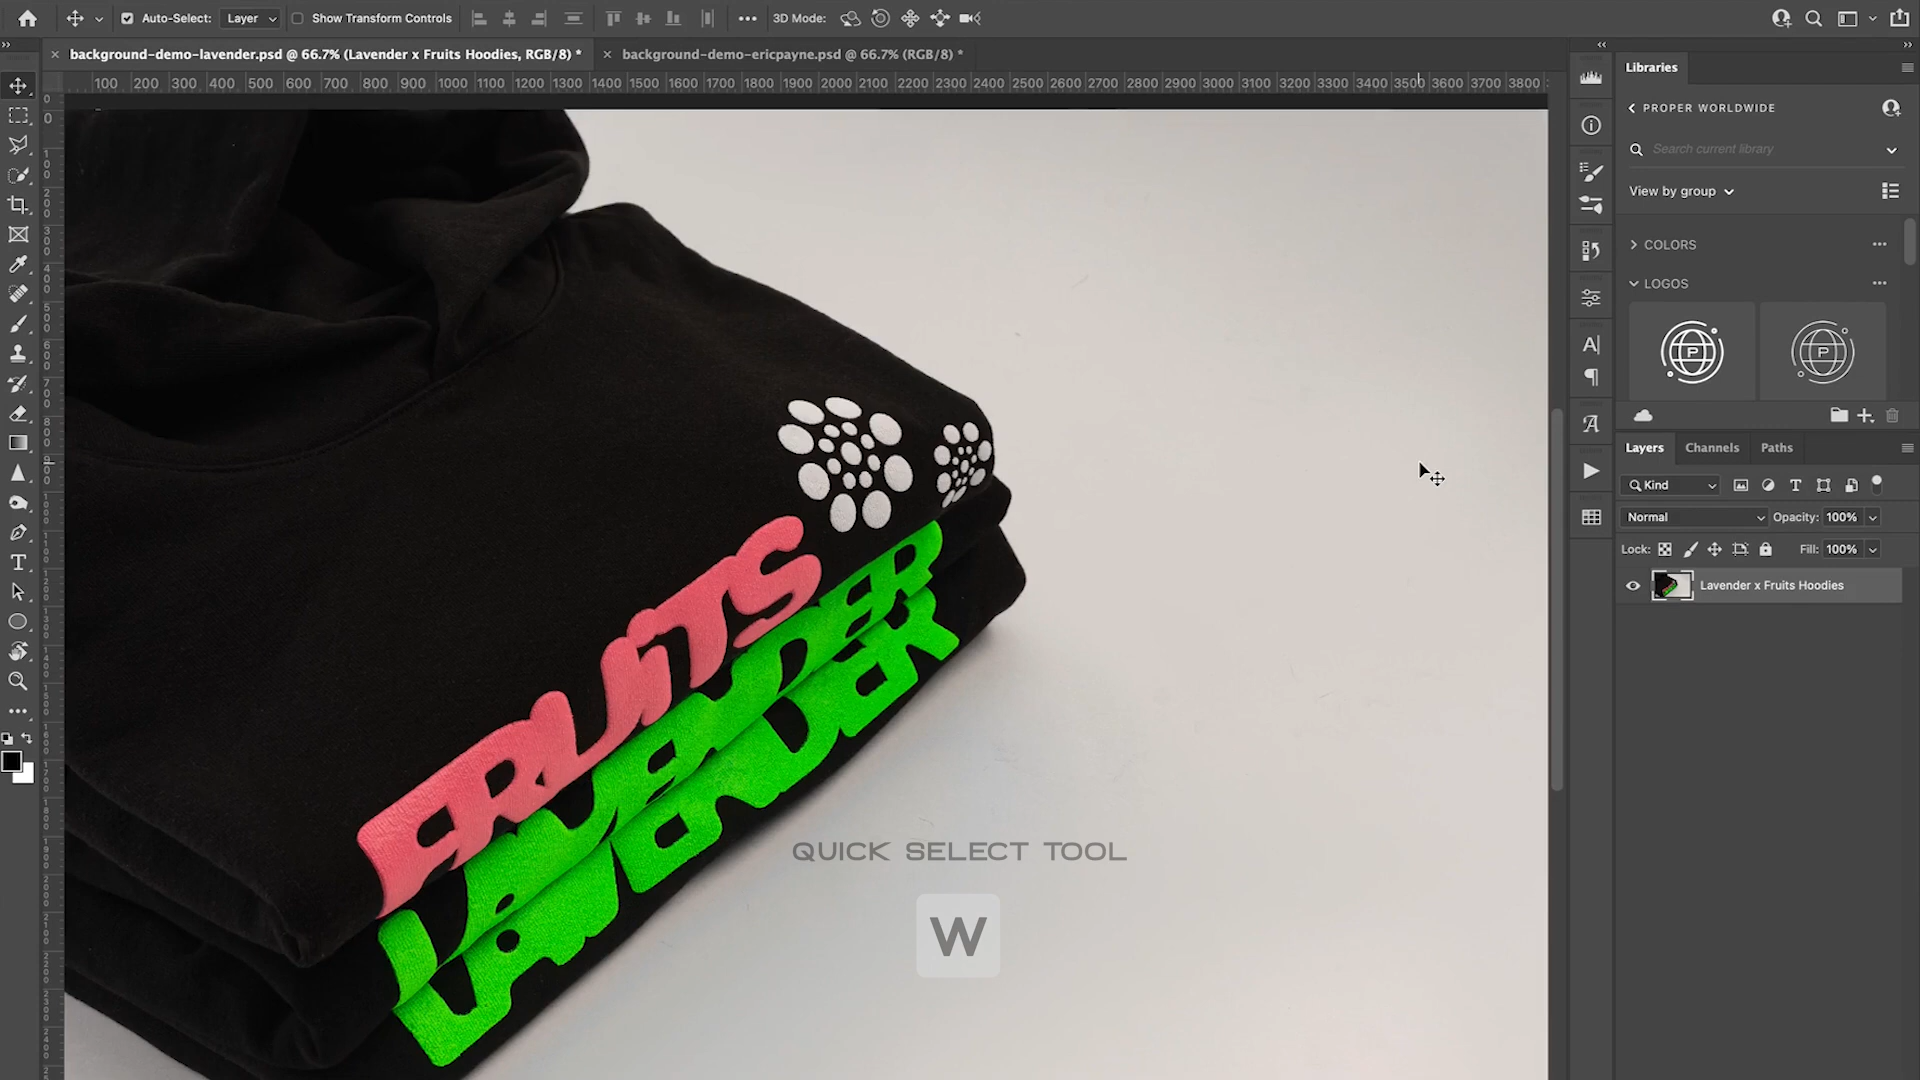 Auto-Select: Layer Show Transform Controls 3D Mode:
background-demo-lavender.psd @ 66.7% (Lavender x Fruits Hoodies, RGB/8) *
background-demo-ericpayne.psd @ 66.7% (RGB/8) *
100 200 300 400 500 600 700 800 900 1000 1100 1200 1300 1400 1500 1600 1700 1800 1900 2000 2100 2200 2300 2400 2500 2600 2700 2800 2900 3000 3100 3200 3300 3400 3500 3600 3700 3800
Libraries
PROPER WORLDWIDE
Search current library
View by group
COLORS
LOGOS
P P
Layers Channels Paths
Kind
Normal Opacity: 100%
Lock: Fill: 100%
Lavender x Fruits Hoodies
FRUiTS
LAVENDER
LAVENDER
QUICK SELECT TOOL
W